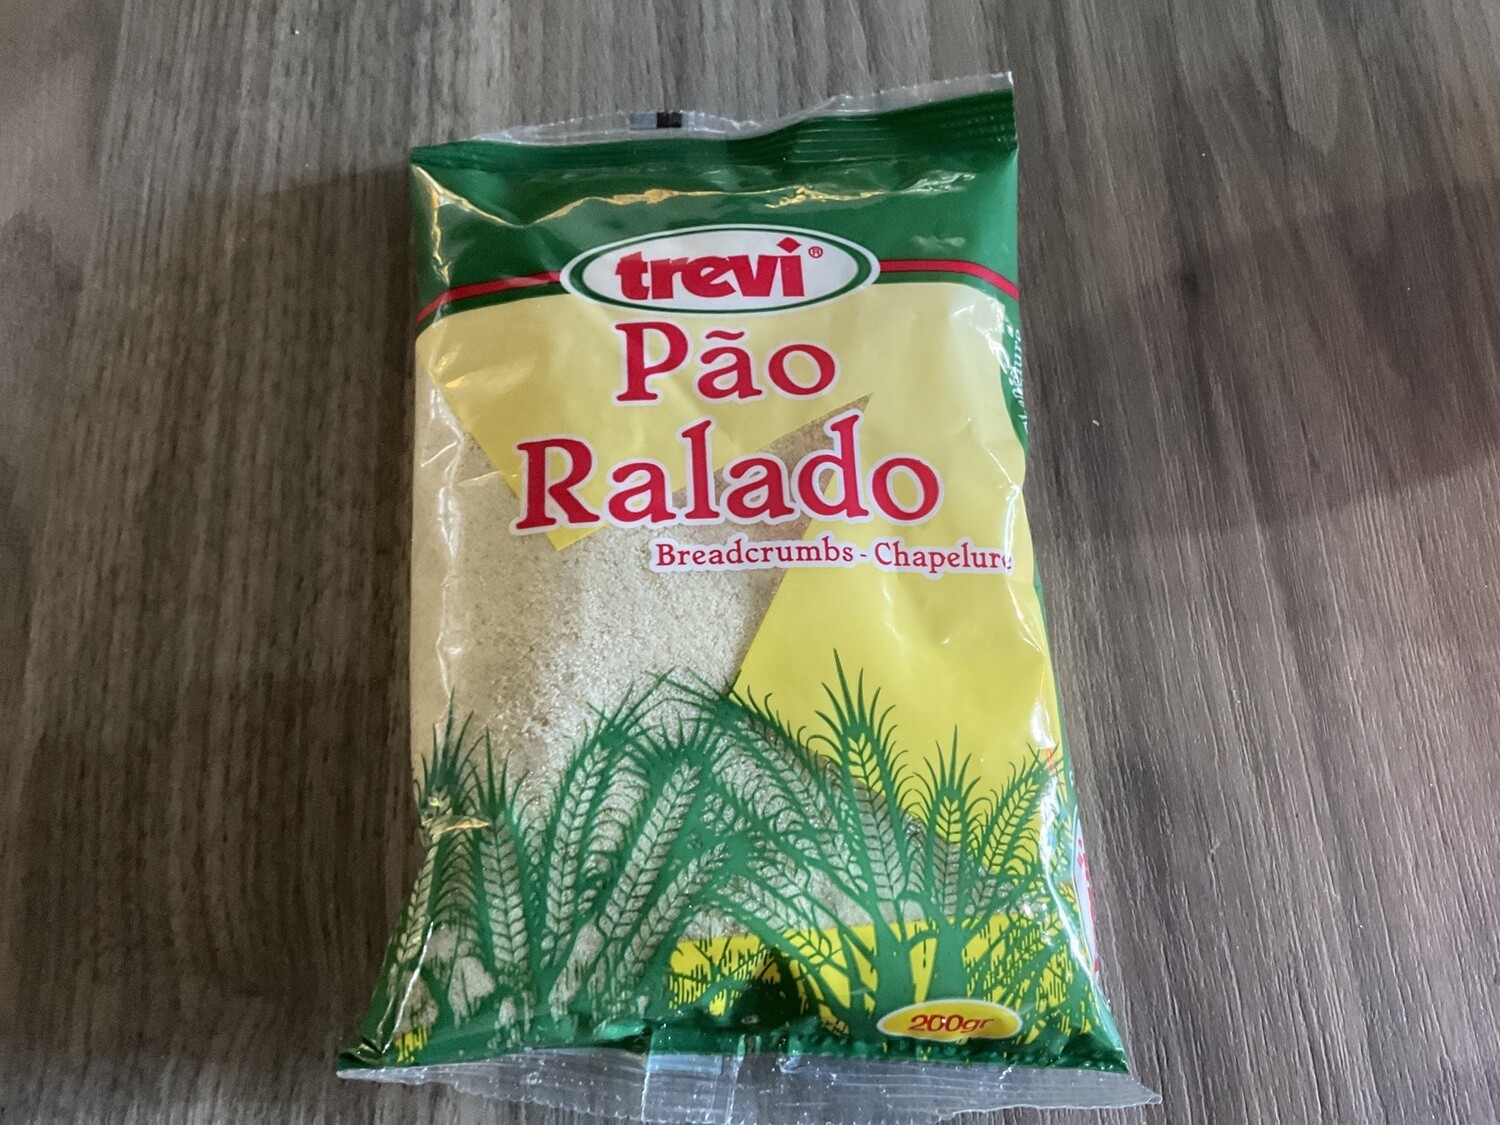 trevi®
Pão
Ralado
Breadcrumbs - Chapelure
200gr